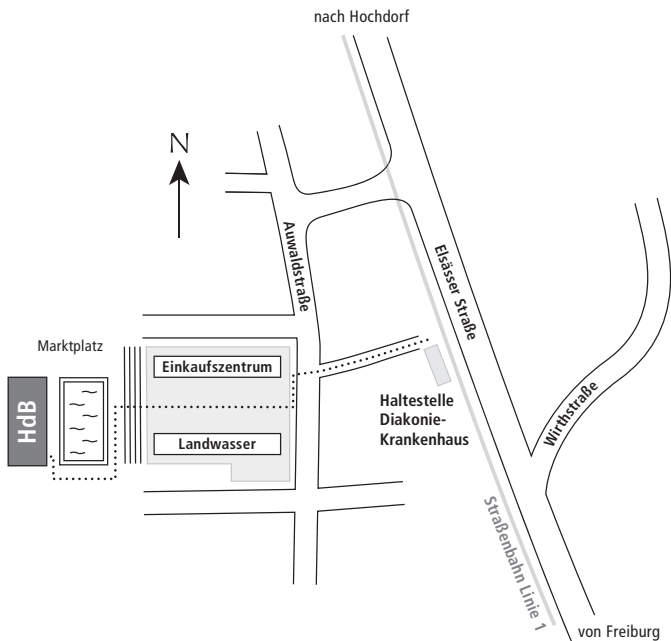 nach Hochdorf
N
Auwaldstraße
Elsässer Straße
Marktplatz
Einkaufszentrum
HdB
Haltestelle
Diakonie-
Krankenhaus
Wirthstraße
Landwasser
Straßenbahn Linie 1
von Freiburg